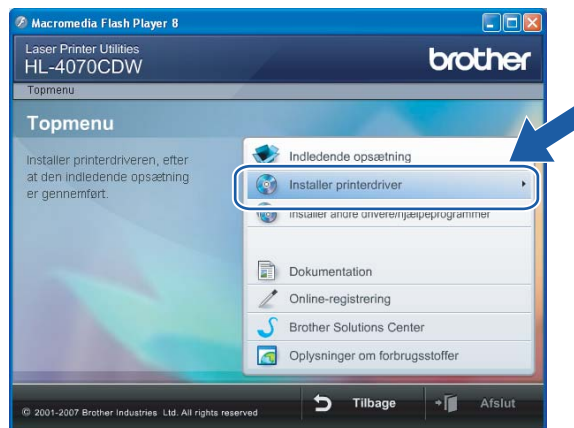 Macromedia Flash Player 8
Laser Printer Utilities
HL-4070CDW
brother
Topmenu
Topmenu
Installer printerdriveren, efter
at den indledende opsætning
er gennemført.
Indledende opsætning
Installer printerdriver
Installer andre drivere/hjælpeprogrammer
Dokumentation
Online-registrering
Brother Solutions Center
Oplysninger om forbrugsstoffer
© 2001-2007 Brother Industries Ltd. All rights reserved
Tilbage
Afslut